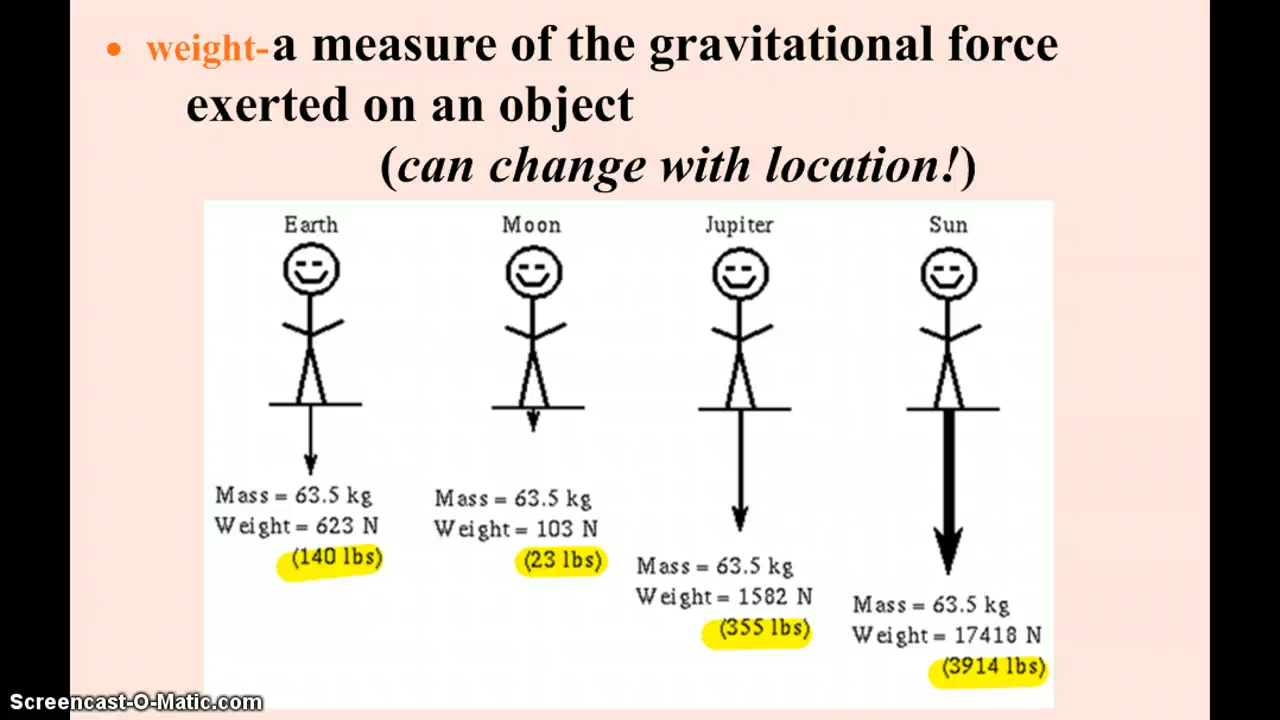 • weight-a measure of the gravitational force
exerted on an object
(can change with location!)
Earth
Mass = 63.5 kg
Weight = 623 N
(140 lbs)
Moon
Mass = 63.5 kg
Weight = 103 N
(23 lbs)
Jupiter
Mass = 63.5 kg
Weight = 1582 N
(355 lbs)
Sun
Mass = 63.5 kg
Weight = 17418 N
(3914 lbs)
Screencast-O-Matic.com